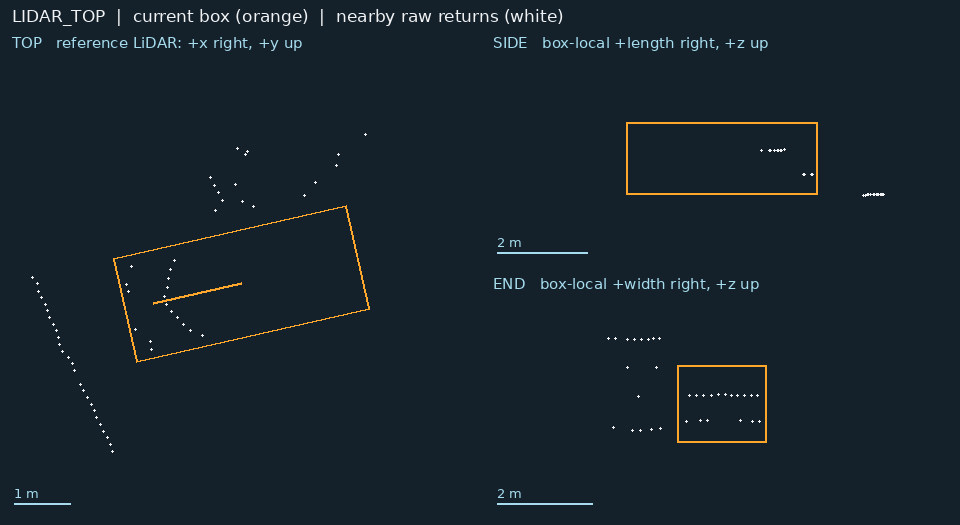 LIDAR_TOP | current box (orange) | nearby raw returns (white)
TOP reference LiDAR: +x right, +y up
SIDE box-local +length right, +z up
2 m
END box-local +width right, +z up
1 m
2 m